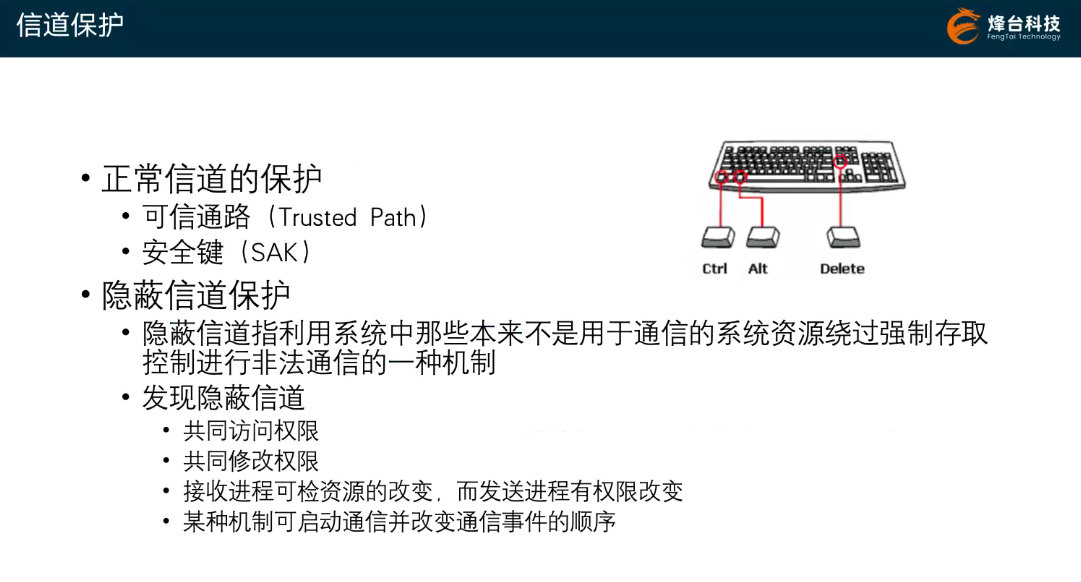 信道保护
烽台科技
FengTai Technology
• 正常信道的保护
• 可信通路（Trusted Path）
• 安全键（SAK）
Ctrl Alt Delete
• 隐蔽信道保护
• 隐蔽信道指利用系统中那些本来不是用于通信的系统资源绕过强制存取
控制进行非法通信的一种机制
• 发现隐蔽信道
• 共同访问权限
• 共同修改权限
• 接收进程可检资源的改变，而发送进程有权限改变
• 某种机制可启动通信并改变通信事件的顺序